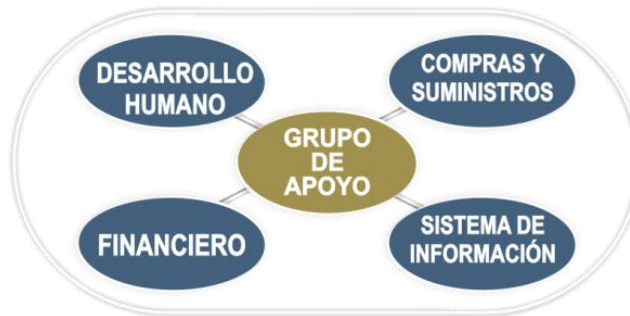 DESARROLLO
HUMANO
COMPRAS Y
SUMINISTROS
GRUPO
DE
APOYO
FINANCIERO
SISTEMA DE
INFORMACIÓN